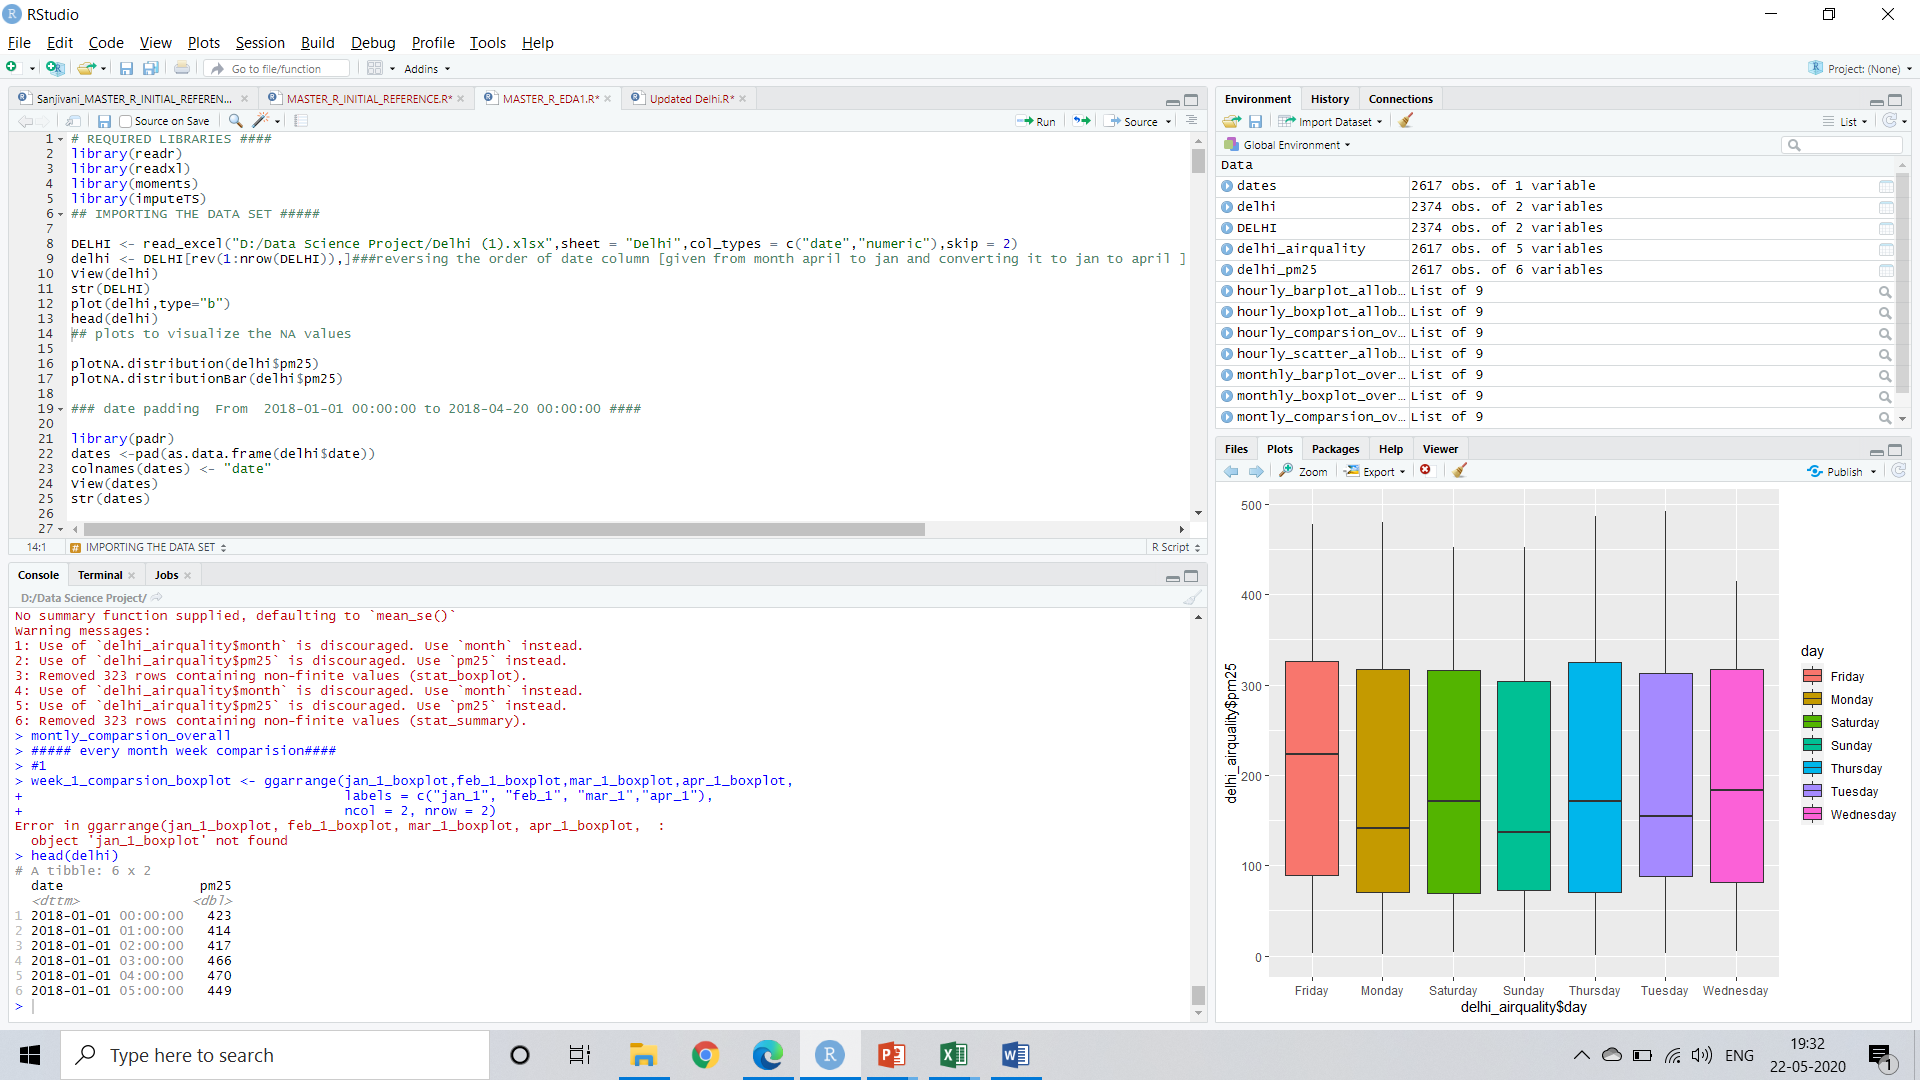 RStudio
File Edit Code View Plots Session Build Debug Profile Tools Help
Go to file/function Addins Project: (None)
Sanjivani_MASTER_R_INITIAL_REFEREN... MASTER_R_INITIAL_REFERENCE.R* MASTER_R_EDA1.R* Updated Delhi.R*
Source on Save Run Source
1 # REQUIRED LIBRARIES ####
2 library(readr)
3 library(readxl)
4 library(moments)
5 library(imputeTS)
6 ## IMPORTING THE DATA SET #####
7
8 DELHI <- read_excel("D:/Data Science Project/Delhi (1).xlsx",sheet = "Delhi",col_types = c("date","numeric"),skip = 2)
9 delhi <- DELHI[rev(1:nrow(DELHI)),]###reversing the order of date column [given from month april to jan and converting it to jan to april ]
10 View(delhi)
11 str(DELHI)
12 plot(delhi,type="b")
13 head(delhi)
14 ## plots to visualize the NA values
15
16 plotNA.distribution(delhi$pm25)
17 plotNA.distributionBar(delhi$pm25)
18
19 ### date padding  From  2018-01-01 00:00:00 to 2018-04-20 00:00:00 ####
20
21 library(padr)
22 dates <-pad(as.data.frame(delhi$date))
23 colnames(dates) <- "date"
24 View(dates)
25 str(dates)
26
27
14:1 IMPORTING THE DATA SET R Script
Console Terminal Jobs
D:/Data Science Project/
No summary function supplied, defaulting to `mean_se()`
Warning messages:
1: Use of `delhi_airquality$month` is discouraged. Use `month` instead.
2: Use of `delhi_airquality$pm25` is discouraged. Use `pm25` instead.
3: Removed 323 rows containing non-finite values (stat_boxplot).
4: Use of `delhi_airquality$month` is discouraged. Use `month` instead.
5: Use of `delhi_airquality$pm25` is discouraged. Use `pm25` instead.
6: Removed 323 rows containing non-finite values (stat_summary).
> montly_comparsion_overall
> ##### every month week comparision####
> #1
> week_1_comparsion_boxplot <- ggarrange(jan_1_boxplot,feb_1_boxplot,mar_1_boxplot,apr_1_boxplot,
+ labels = c("jan_1", "feb_1", "mar_1","apr_1"),
+ ncol = 2, nrow = 2)
Error in ggarrange(jan_1_boxplot, feb_1_boxplot, mar_1_boxplot, apr_1_boxplot,  :
object 'jan_1_boxplot' not found
> head(delhi)
# A tibble: 6 x 2
date pm25
<dttm> <dbl>
1 2018-01-01 00:00:00 423
2 2018-01-01 01:00:00 414
3 2018-01-01 02:00:00 417
4 2018-01-01 03:00:00 466
5 2018-01-01 04:00:00 470
6 2018-01-01 05:00:00 449
>
Environment History Connections
Import Dataset List
Global Environment
Data
dates 2617 obs. of 1 variable
delhi 2374 obs. of 2 variables
DELHI 2374 obs. of 2 variables
delhi_airquality 2617 obs. of 5 variables
delhi_pm25 2617 obs. of 6 variables
hourly_barplot_allob... List of 9
hourly_boxplot_allob... List of 9
hourly_comparsion_ov... List of 9
hourly_scatter_allob... List of 9
monthly_barplot_over... List of 9
monthly_boxplot_over... List of 9
montly_comparsion_ov... List of 9
Files Plots Packages Help Viewer
Zoom Export Publish
500
400
300
200
100
0
delhi_airquality$pm25
Friday Monday Saturday Sunday Thursday Tuesday Wednesday
delhi_airquality$day
day
Friday
Monday
Saturday
Sunday
Thursday
Tuesday
Wednesday
Type here to search
ENG
19:32
22-05-2020
1